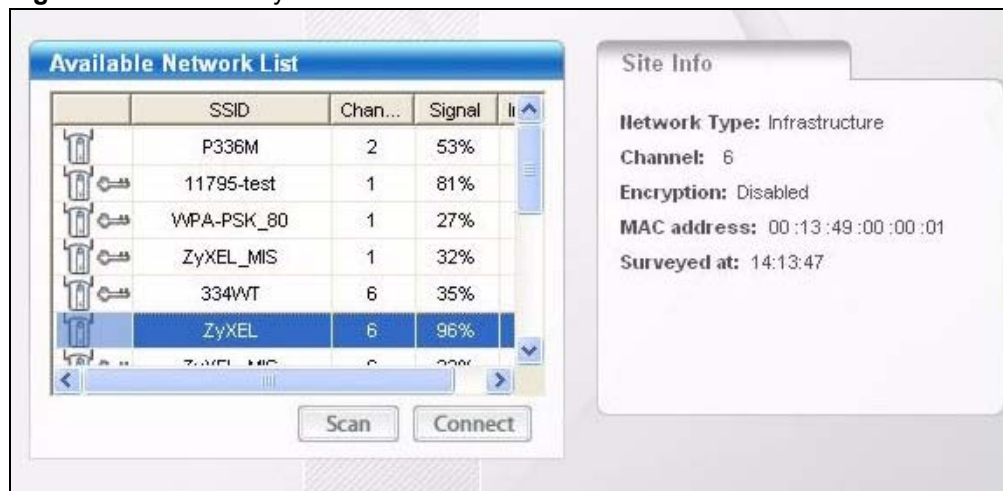 Available Network List
SSID Chan... Signal
P336M 2 53%
11795-test 1 81%
WPA-PSK_80 1 27%
ZyXEL_MIS 1 32%
334WT 6 35%
ZyXEL 6 96%
Scan Connect
Site Info
Network Type: Infrastructure
Channel: 6
Encryption: Disabled
MAC address: 00 :13 :49 :00 :00 :01
Surveyed at: 14:13:47